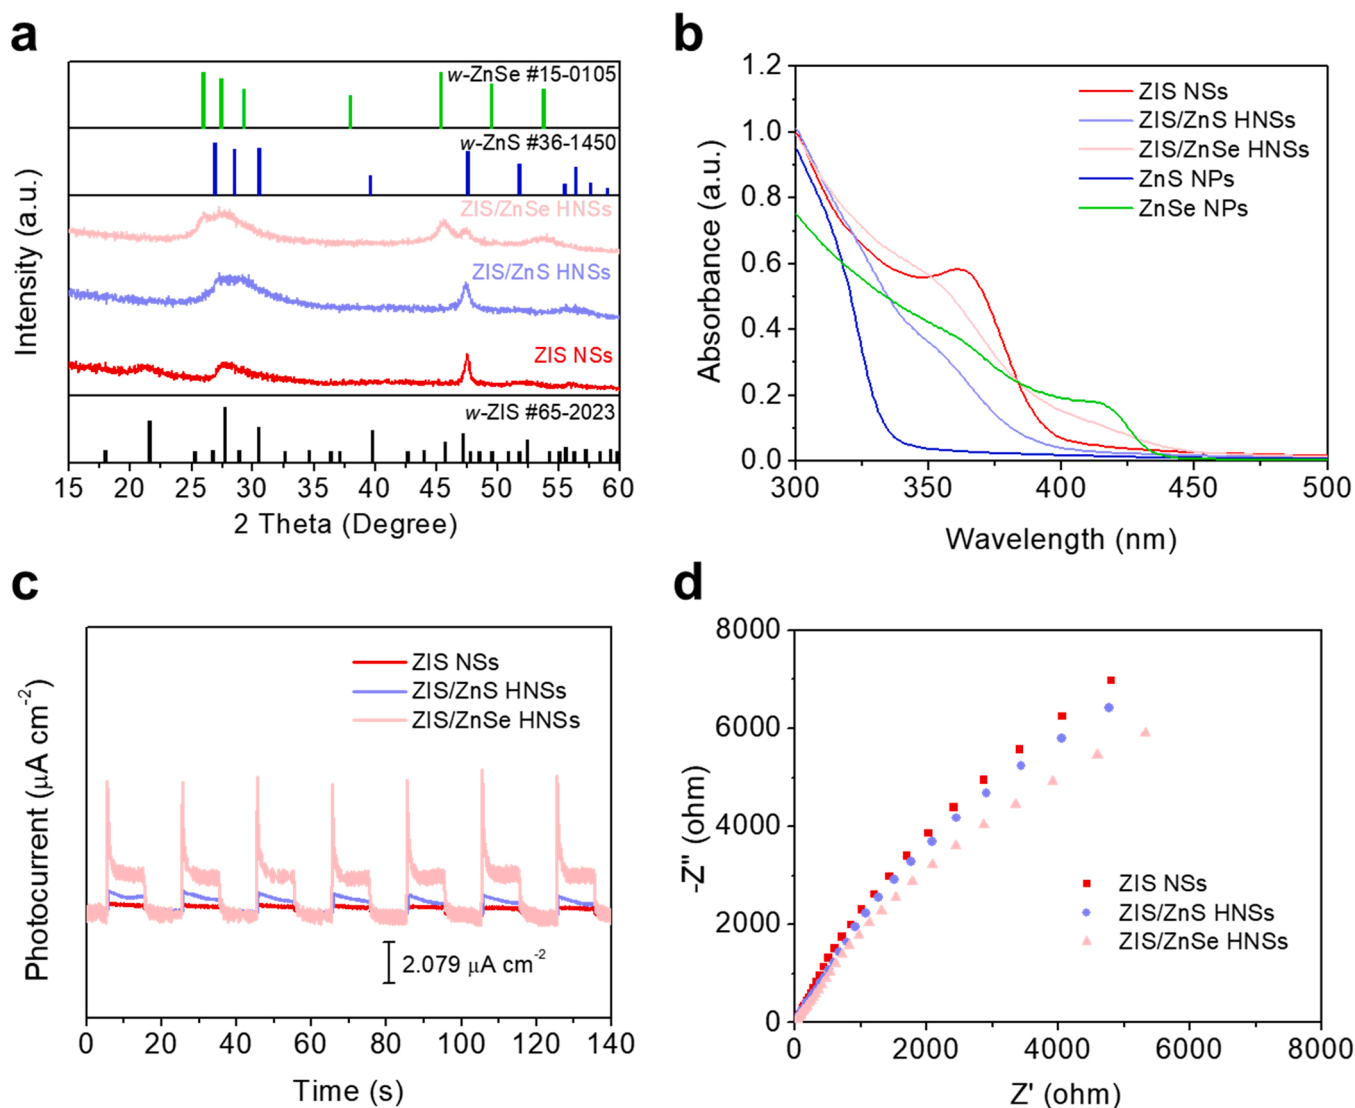 a
w-ZnSe #15-0105
w-ZnS #36-1450
ZIS/ZnSe HNSs
ZIS/ZnS HNSs
ZIS NSs
w-ZIS #65-2023
Intensity (a.u.)
15 20 25 30 35 40 45 50 55 60
2 Theta (Degree)
b
1.2
1.0
0.8
0.6
0.4
0.2
0.0
Absorbance (a.u.)
ZIS NSs
ZIS/ZnS HNSs
ZIS/ZnSe HNSs
ZnS NPs
ZnSe NPs
300 350 400 450 500
Wavelength (nm)
c
Photocurrent (μA cm⁻²)
ZIS NSs
ZIS/ZnS HNSs
ZIS/ZnSe HNSs
2.079 μA cm⁻²
0 20 40 60 80 100 120 140
Time (s)
d
8000
6000
4000
2000
0
-Z" (ohm)
ZIS NSs
ZIS/ZnS HNSs
ZIS/ZnSe HNSs
0 2000 4000 6000 8000
Z' (ohm)